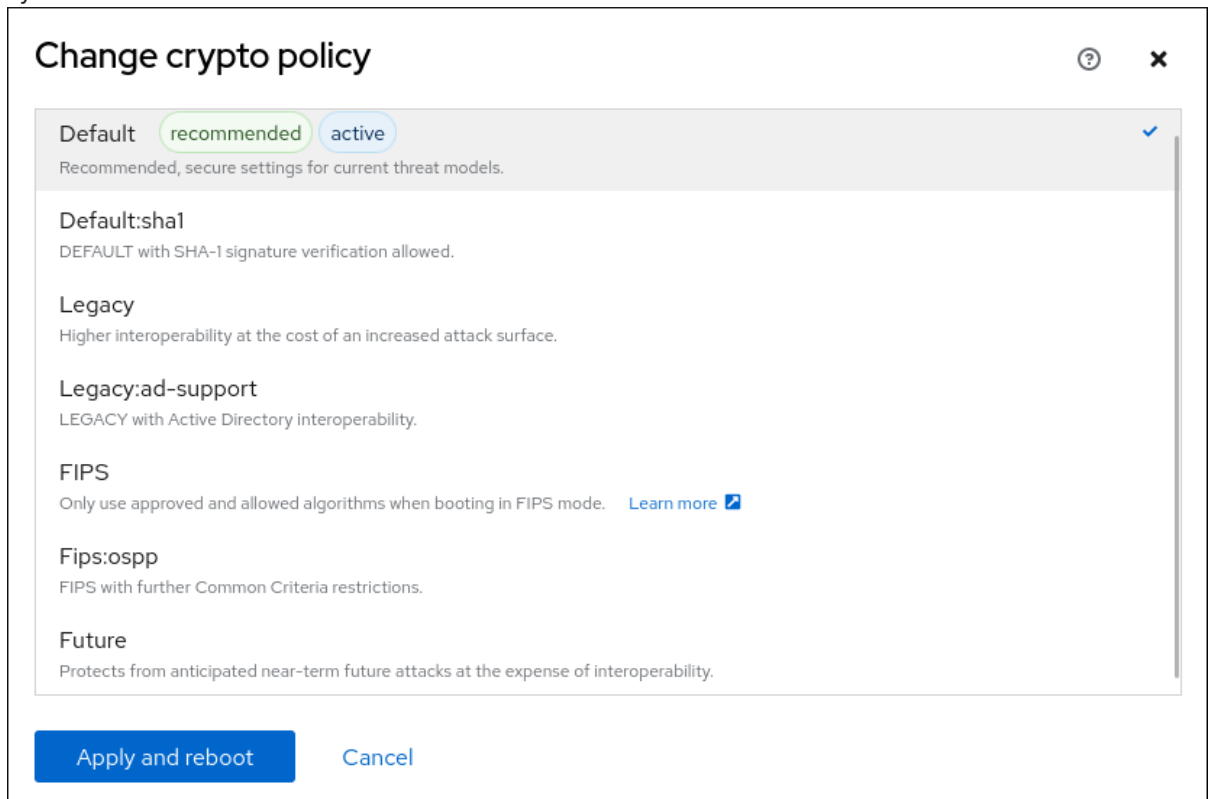 Change crypto policy
Default recommended active
Recommended, secure settings for current threat models.
Default:sha1
DEFAULT with SHA-1 signature verification allowed.
Legacy
Higher interoperability at the cost of an increased attack surface.
Legacy:ad-support
LEGACY with Active Directory interoperability.
FIPS
Only use approved and allowed algorithms when booting in FIPS mode. Learn more
Fips:ospp
FIPS with further Common Criteria restrictions.
Future
Protects from anticipated near-term future attacks at the expense of interoperability.
Apply and reboot Cancel